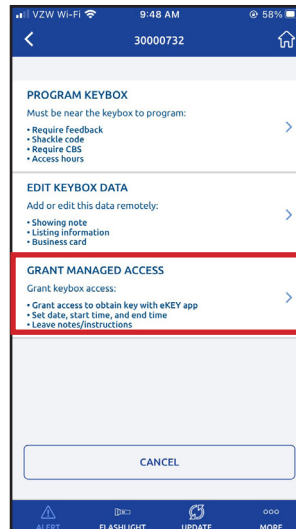 VZW Wi-Fi 9:48 AM 58%
30000732
PROGRAM KEYBOX
Must be near the keybox to program:
• Require feedback
• Shackle code
• Require CBS
• Access hours
EDIT KEYBOX DATA
Add or edit this data remotely:
• Showing note
• Listing information
• Business card
GRANT MANAGED ACCESS
Grant keybox access:
• Grant access to obtain key with eKEY app
• Set date, start time, and end time
• Leave notes/instructions
CANCEL
ALERT FLASHLIGHT UPDATE MORE